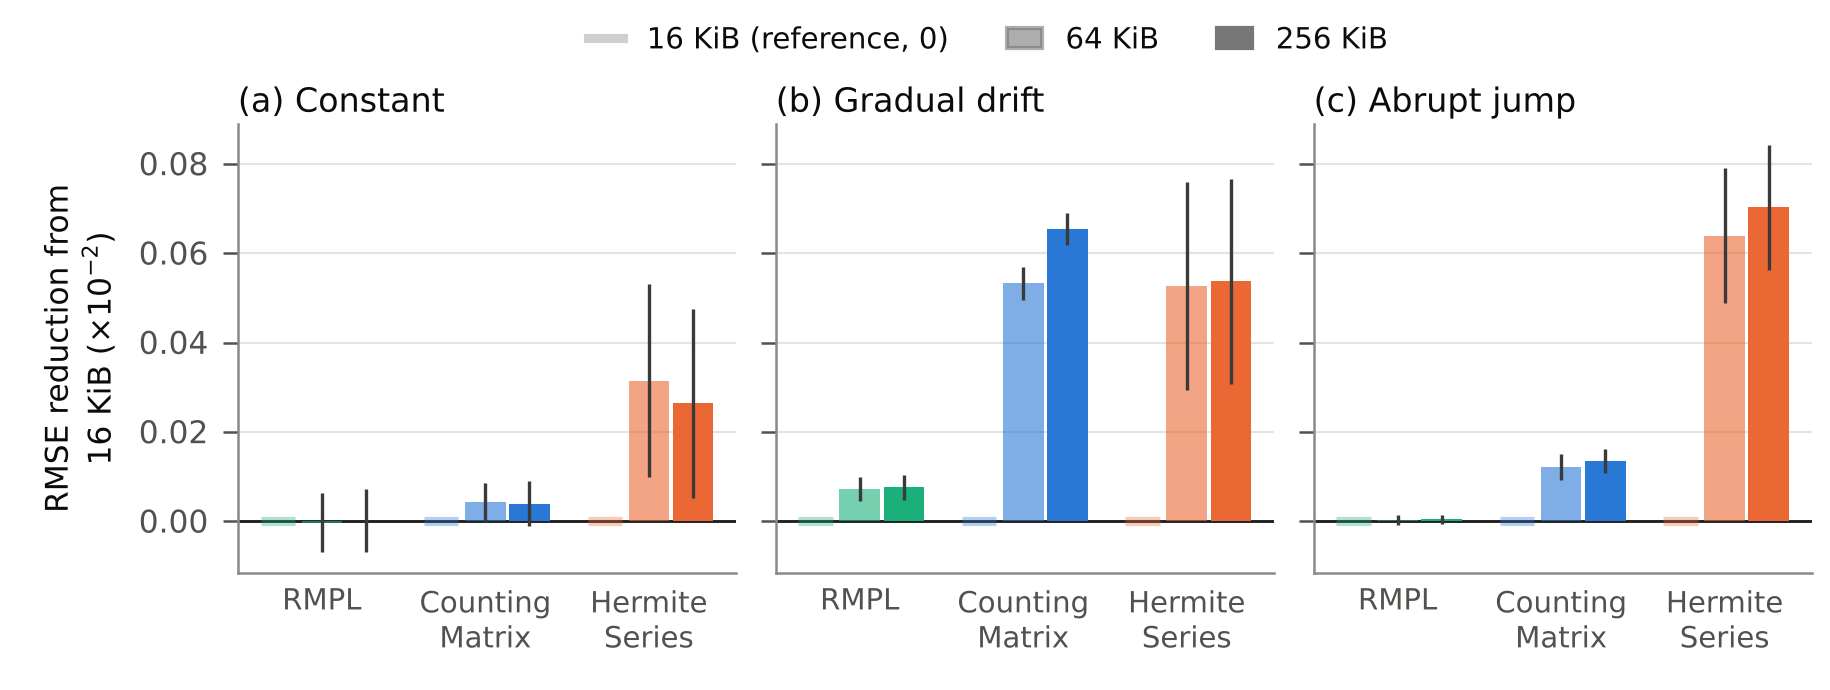 16 KiB (reference, 0) 64 KiB 256 KiB
(a) Constant
(b) Gradual drift
(c) Abrupt jump
RMSE reduction from
16 KiB (×10⁻²)
0.08
0.06
0.04
0.02
0.00
RMPL
Counting
Matrix
Hermite
Series
RMPL
Counting
Matrix
Hermite
Series
RMPL
Counting
Matrix
Hermite
Series